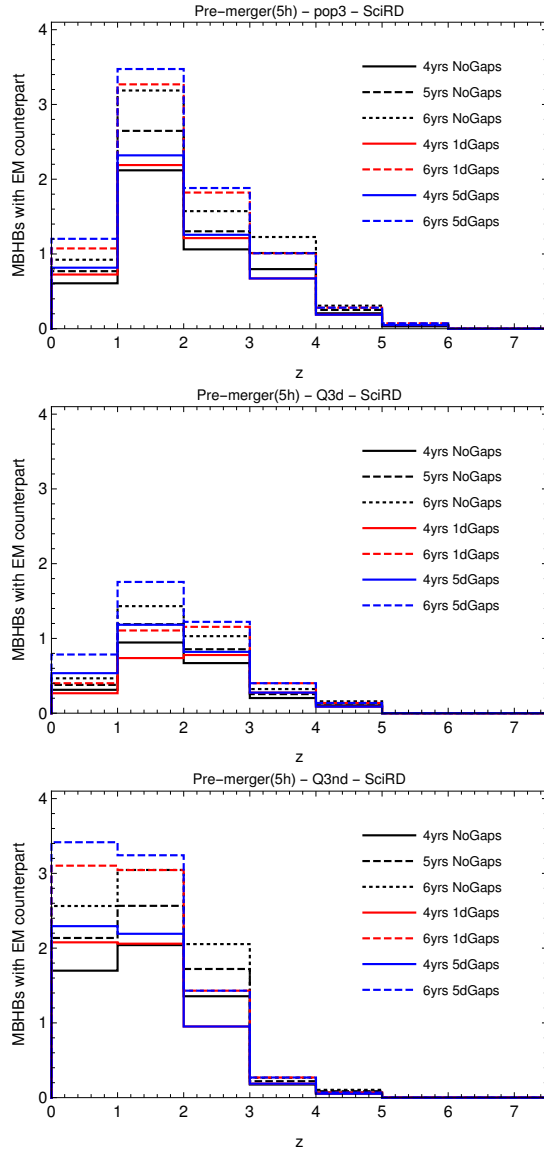 Pre-merger(5h) - pop3 - SciRD
MBHBs with EM counterpart
4
3
2
1
0
4yrs NoGaps
5yrs NoGaps
6yrs NoGaps
4yrs 1dGaps
6yrs 1dGaps
4yrs 5dGaps
6yrs 5dGaps
0 1 2 3 4 5 6 7
z
Pre-merger(5h) - Q3d - SciRD
MBHBs with EM counterpart
4
3
2
1
0
4yrs NoGaps
5yrs NoGaps
6yrs NoGaps
4yrs 1dGaps
6yrs 1dGaps
4yrs 5dGaps
6yrs 5dGaps
0 1 2 3 4 5 6 7
z
Pre-merger(5h) - Q3nd - SciRD
MBHBs with EM counterpart
4
3
2
1
0
4yrs NoGaps
5yrs NoGaps
6yrs NoGaps
4yrs 1dGaps
6yrs 1dGaps
4yrs 5dGaps
6yrs 5dGaps
0 1 2 3 4 5 6 7
z